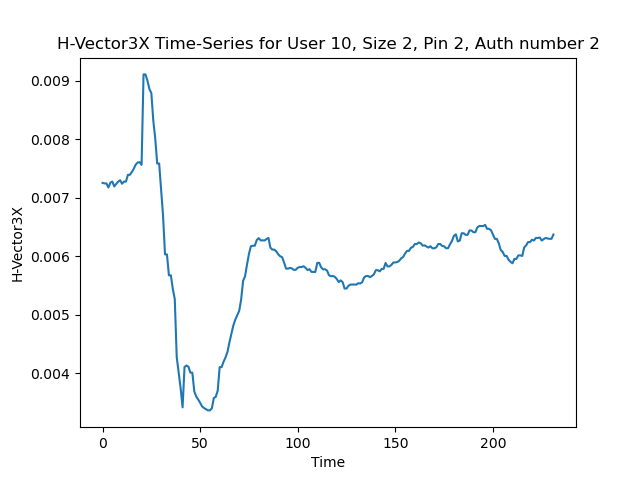 H-Vector3X Time-Series for User 10, Size 2, Pin 2, Auth number 2
0.009
0.008
0.007
0.006
0.005
0.004
H-Vector3X
0 50 100 150 200
Time